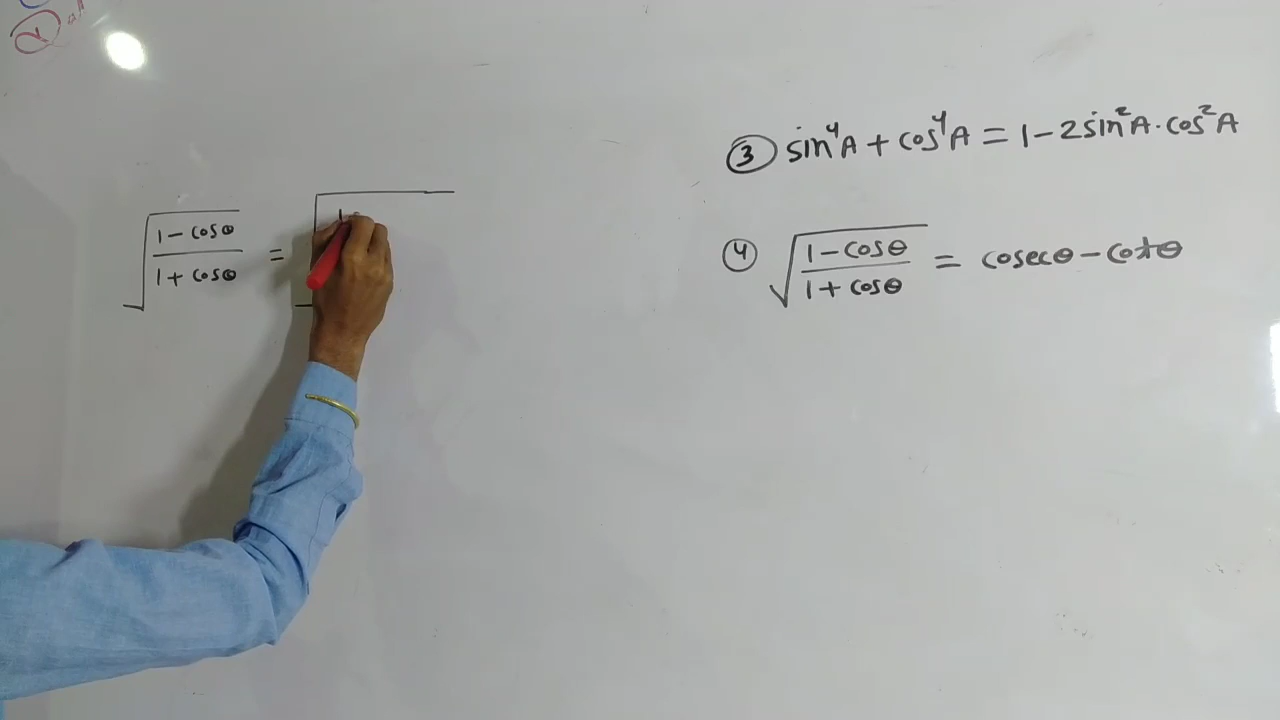 ③ sin⁴A + cos⁴A = 1 - 2sin²A.cos²A
④ √((1 - cosθ)/(1 + cosθ)) = cosecθ - cotθ
√((1 - cosθ)/(1 + cosθ)) = √